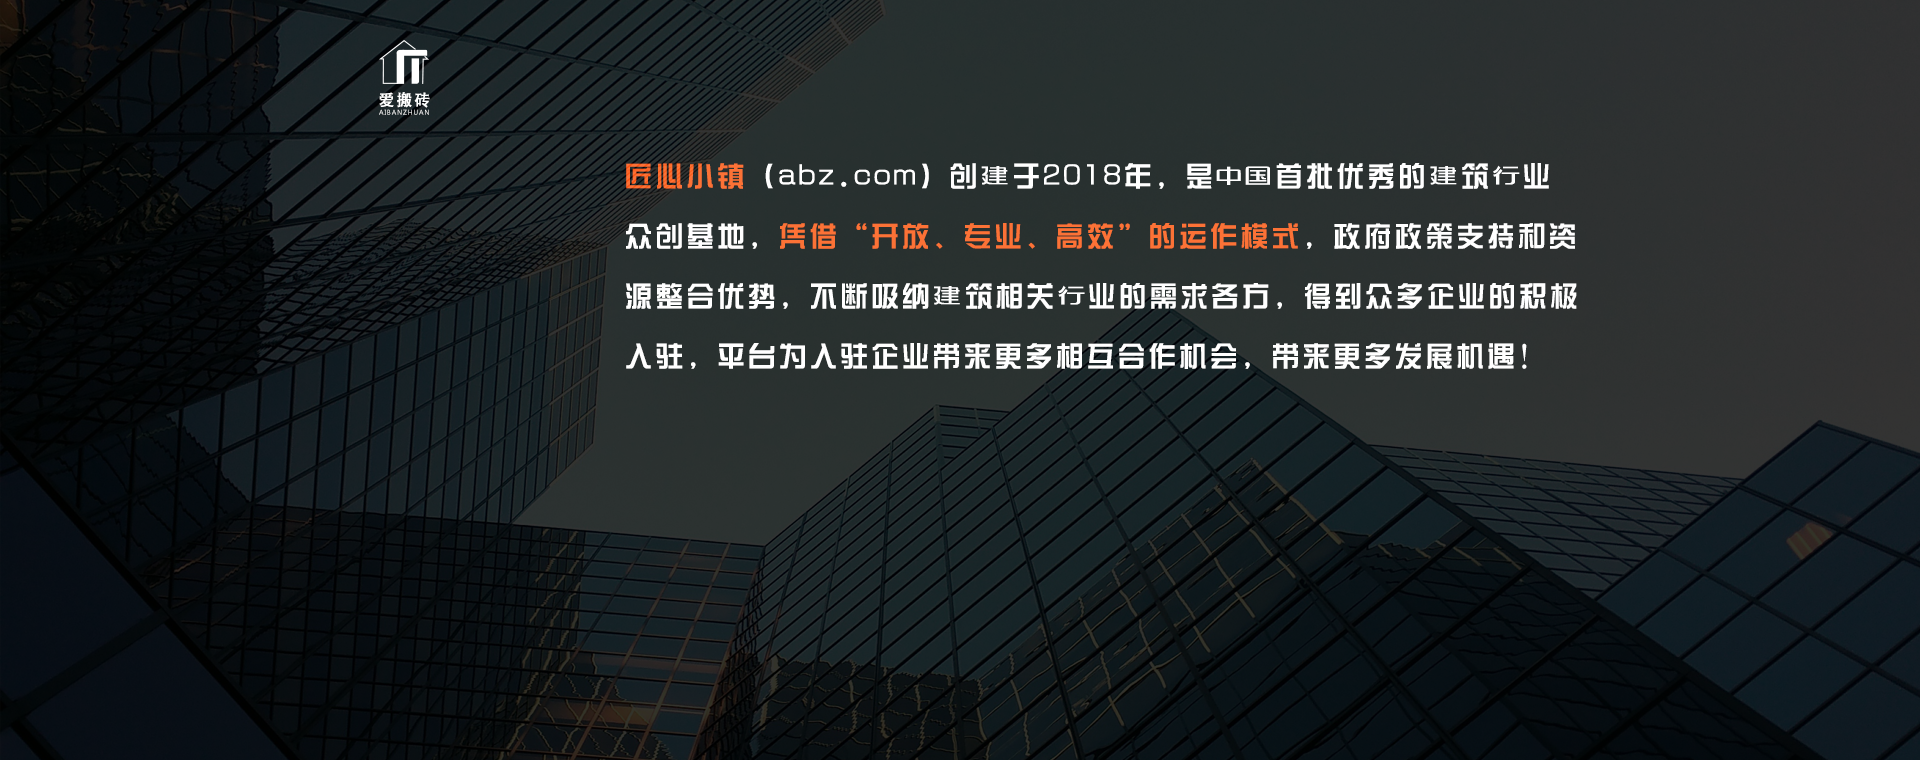 爱搬砖
AIBANZHUAN
匠心小镇（abz.com）创建于2018年，是中国首批优秀的建筑行业
众创基地，凭借“开放、专业、高效”的运作模式，政府政策支持和资
源整合优势，不断吸纳建筑相关行业的需求各方，得到众多企业的积极
入驻，平台为入驻企业带来更多相互合作机会，带来更多发展机遇！